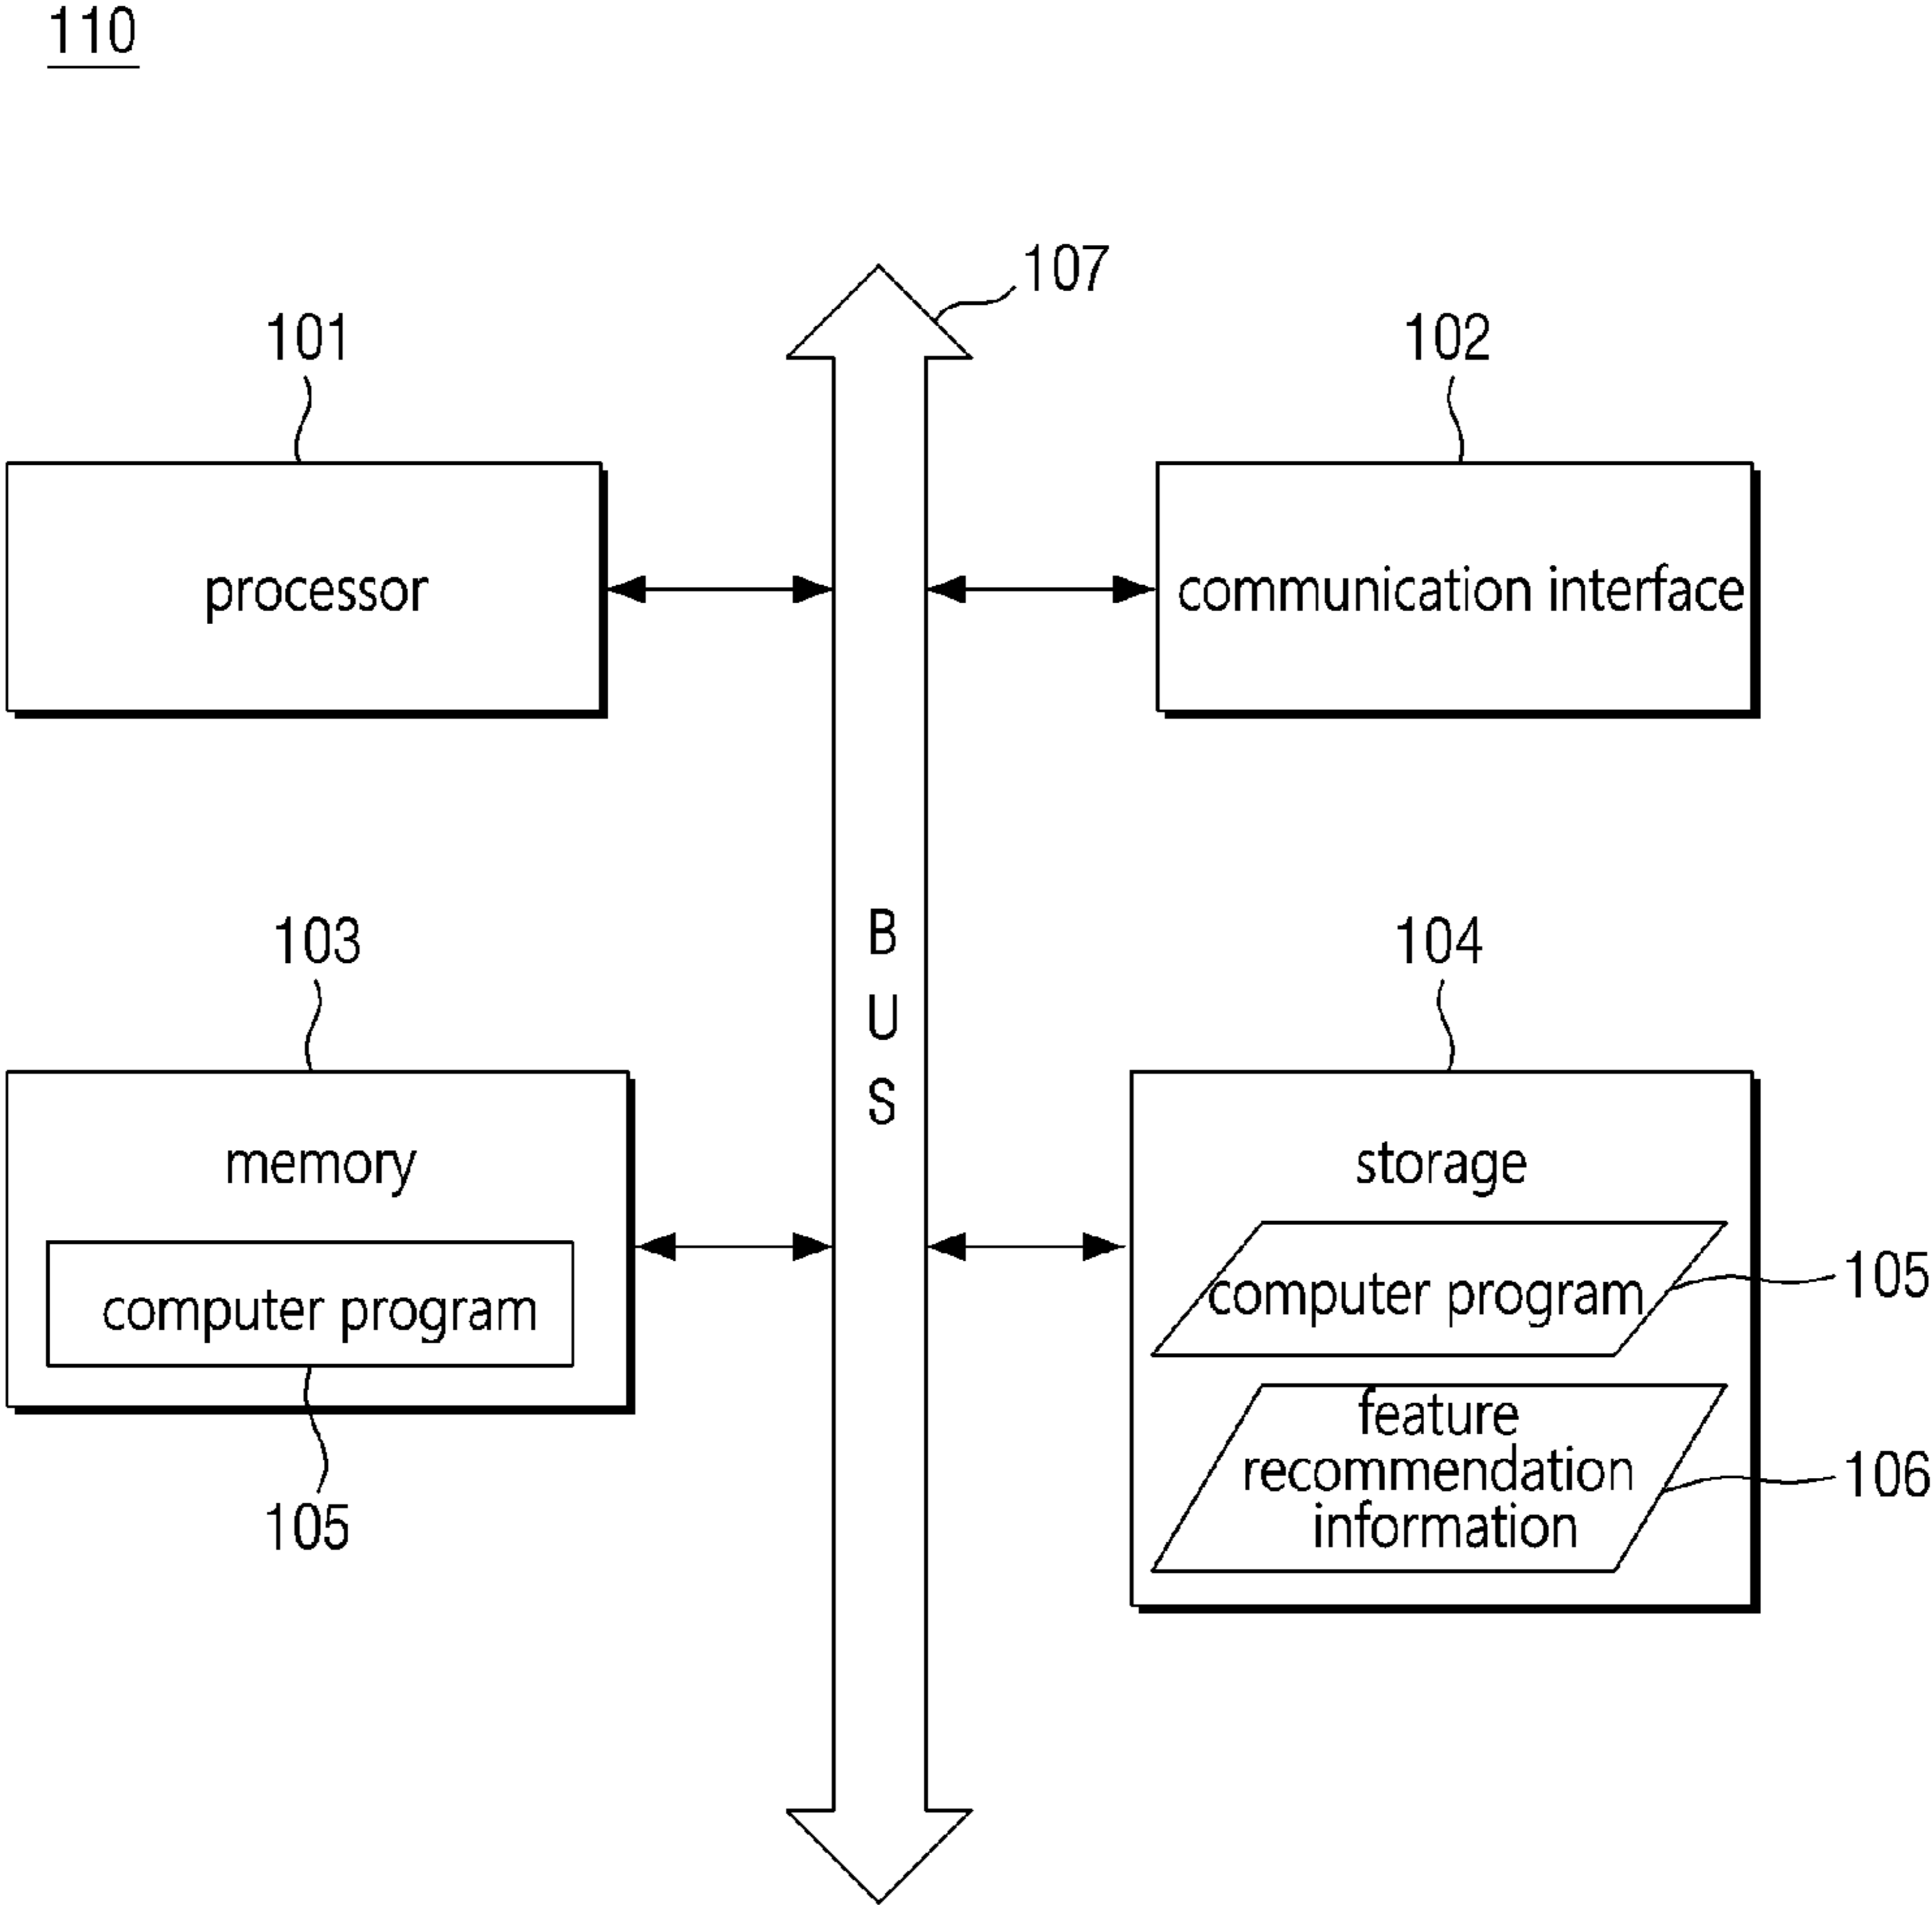 110
107
101
102
processor
communication interface
B
U
S
103
104
memory
storage
computer program
computer program
105
105
feature
recommendation
information
106